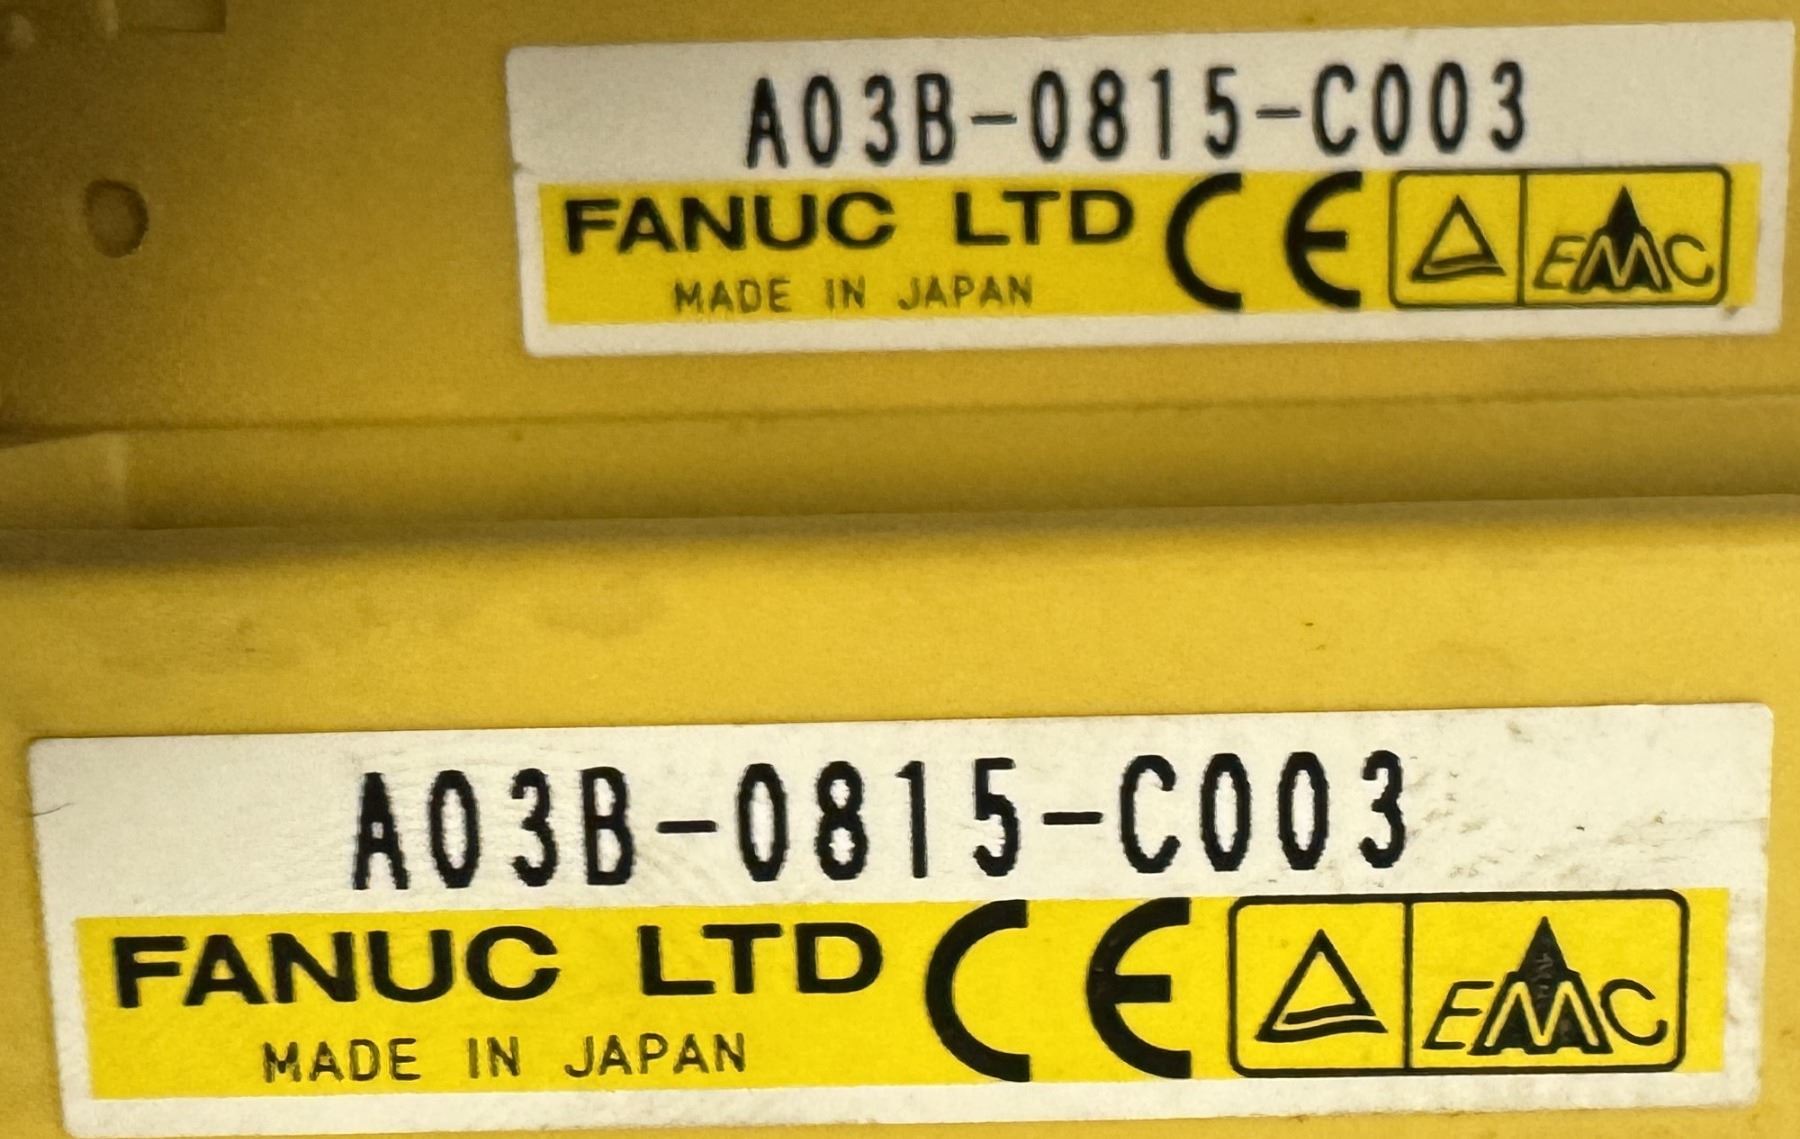 A03B-0815-C003
FANUC LTD CE EMC
MADE IN JAPAN
A03B-0815-C003
FANUC LTD CE EMC
MADE IN JAPAN